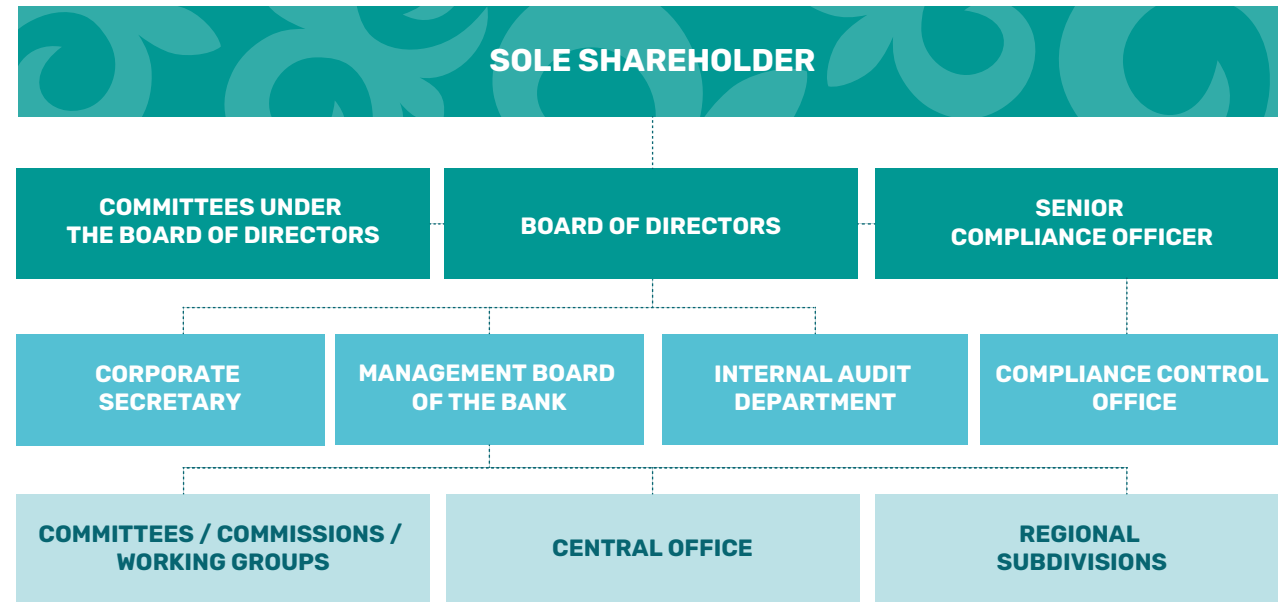 SOLE SHAREHOLDER
COMMITTEES UNDER
THE BOARD OF DIRECTORS
BOARD OF DIRECTORS
SENIOR
COMPLIANCE OFFICER
CORPORATE
SECRETARY
MANAGEMENT BOARD
OF THE BANK
INTERNAL AUDIT
DEPARTMENT
COMPLIANCE CONTROL
OFFICE
COMMITTEES / COMMISSIONS /
WORKING GROUPS
CENTRAL OFFICE
REGIONAL
SUBDIVISIONS